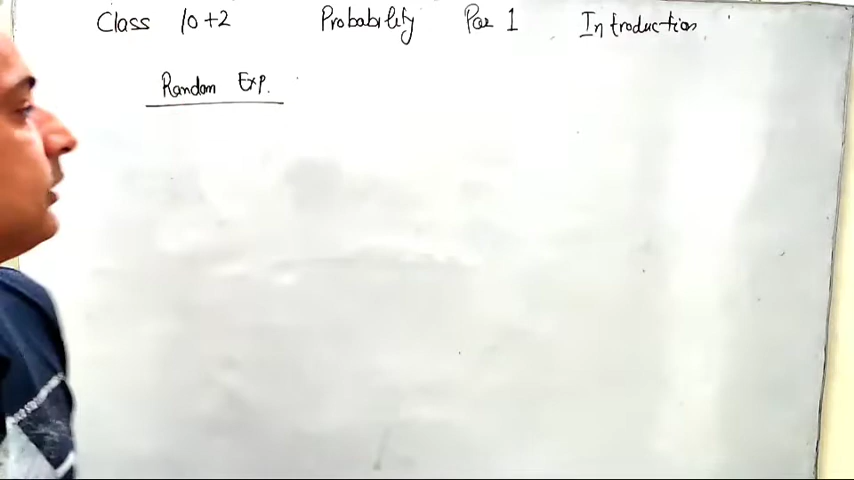 Class 10+2 Probability Par 1 Introduction
Random Exp.